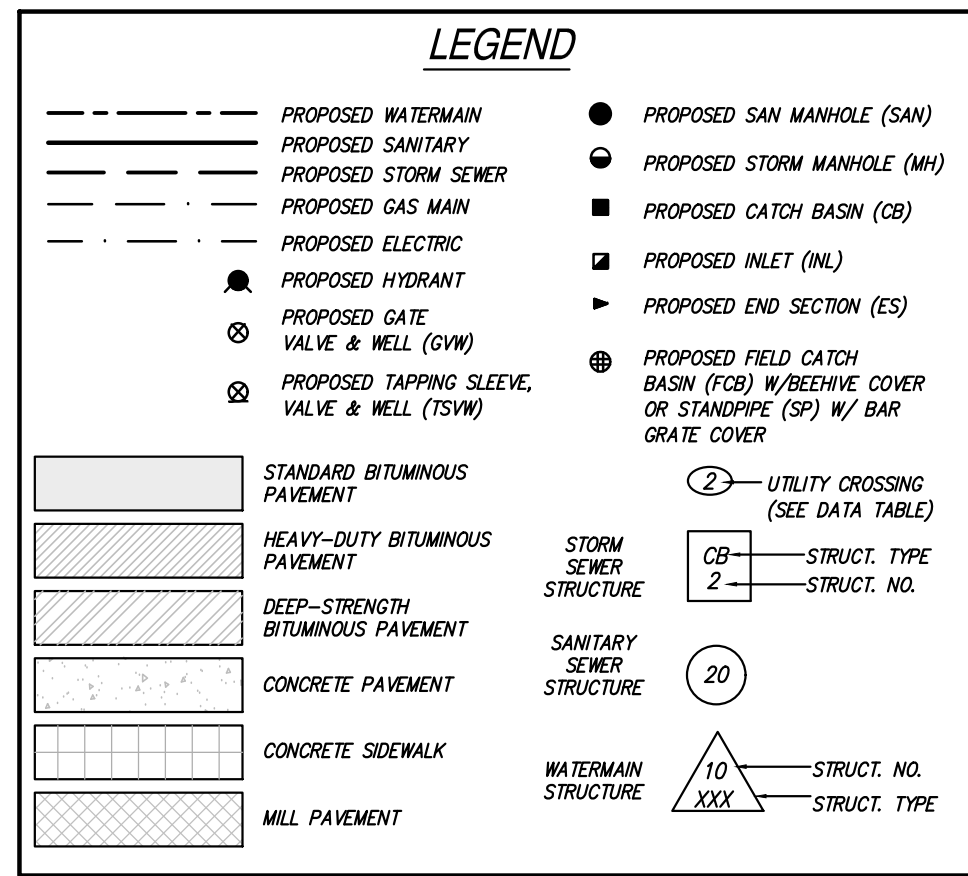 LEGEND
PROPOSED WATERMAIN
PROPOSED SANITARY
PROPOSED STORM SEWER
PROPOSED GAS MAIN
PROPOSED ELECTRIC
PROPOSED HYDRANT
PROPOSED GATE
VALVE & WELL (GVW)
PROPOSED TAPPING SLEEVE,
VALVE & WELL (TSVW)
PROPOSED SAN MANHOLE (SAN)
PROPOSED STORM MANHOLE (MH)
PROPOSED CATCH BASIN (CB)
PROPOSED INLET (INL)
PROPOSED END SECTION (ES)
PROPOSED FIELD CATCH
BASIN (FCB) W/BEEHIVE COVER
OR STANDPIPE (SP) W/ BAR
GRATE COVER
STANDARD BITUMINOUS
PAVEMENT
HEAVY-DUTY BITUMINOUS
PAVEMENT
DEEP-STRENGTH
BITUMINOUS PAVEMENT
CONCRETE PAVEMENT
CONCRETE SIDEWALK
MILL PAVEMENT
2
UTILITY CROSSING
(SEE DATA TABLE)
STORM
SEWER
STRUCTURE
CB
2
STRUCT. TYPE
STRUCT. NO.
SANITARY
SEWER
STRUCTURE
20
WATERMAIN
STRUCTURE
10
XXX
STRUCT. NO.
STRUCT. TYPE